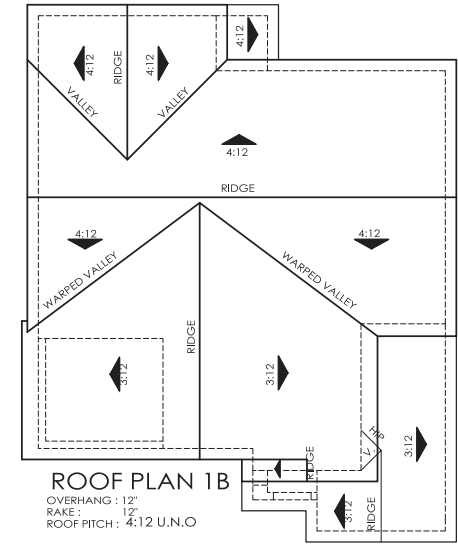 4:12
4:12
RIDGE
4:12
VALLEY
VALLEY
4:12
RIDGE
4:12
4:12
WARPED VALLEY
WARPED VALLEY
RIDGE
3:12
3:12
HIP
V.
3:12
RIDGE
3:12
RIDGE
ROOF PLAN 1B
OVERHANG : 12"
RAKE : 12"
ROOF PITCH : 4:12 U.N.O